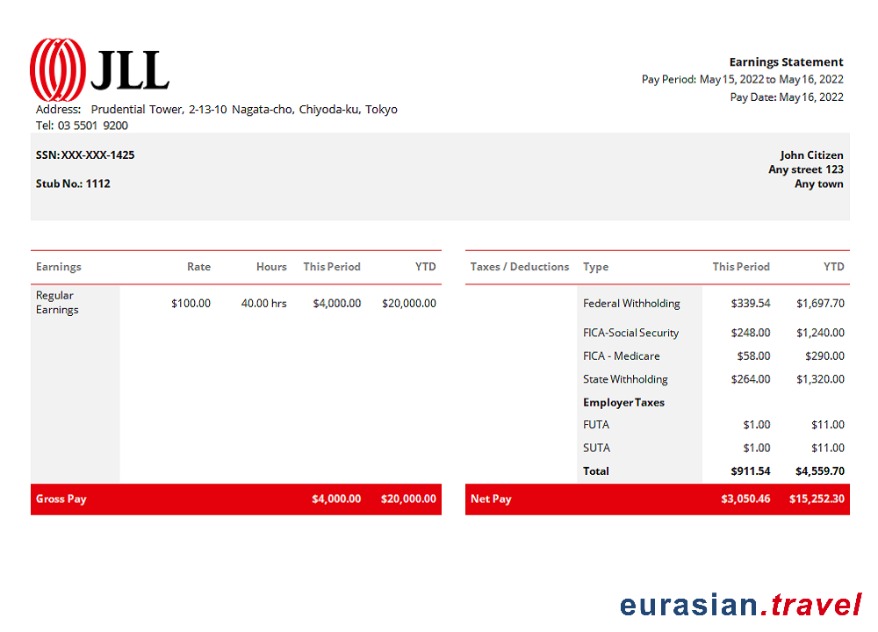 JLL
Address: Prudential Tower, 2-13-10 Nagata-cho, Chiyoda-ku, Tokyo
Tel: 03 5501 9200
Earnings Statement
Pay Period: May 15, 2022 to May 16, 2022
Pay Date: May 16, 2022
SSN: XXX-XXX-1425
Stub No.: 1112
John Citizen
Any street 123
Any town
Earnings Rate Hours This Period YTD
Regular
Earnings
$100.00 40.00 hrs $4,000.00 $20,000.00
Gross Pay $4,000.00 $20,000.00
Taxes / Deductions Type This Period YTD
Federal Withholding $339.54 $1,697.70
FICA-Social Security $248.00 $1,240.00
FICA - Medicare $58.00 $290.00
State Withholding $264.00 $1,320.00
Employer Taxes
FUTA $1.00 $11.00
SUTA $1.00 $11.00
Total $911.54 $4,559.70
Net Pay $3,050.46 $15,252.30
eurasian.travel